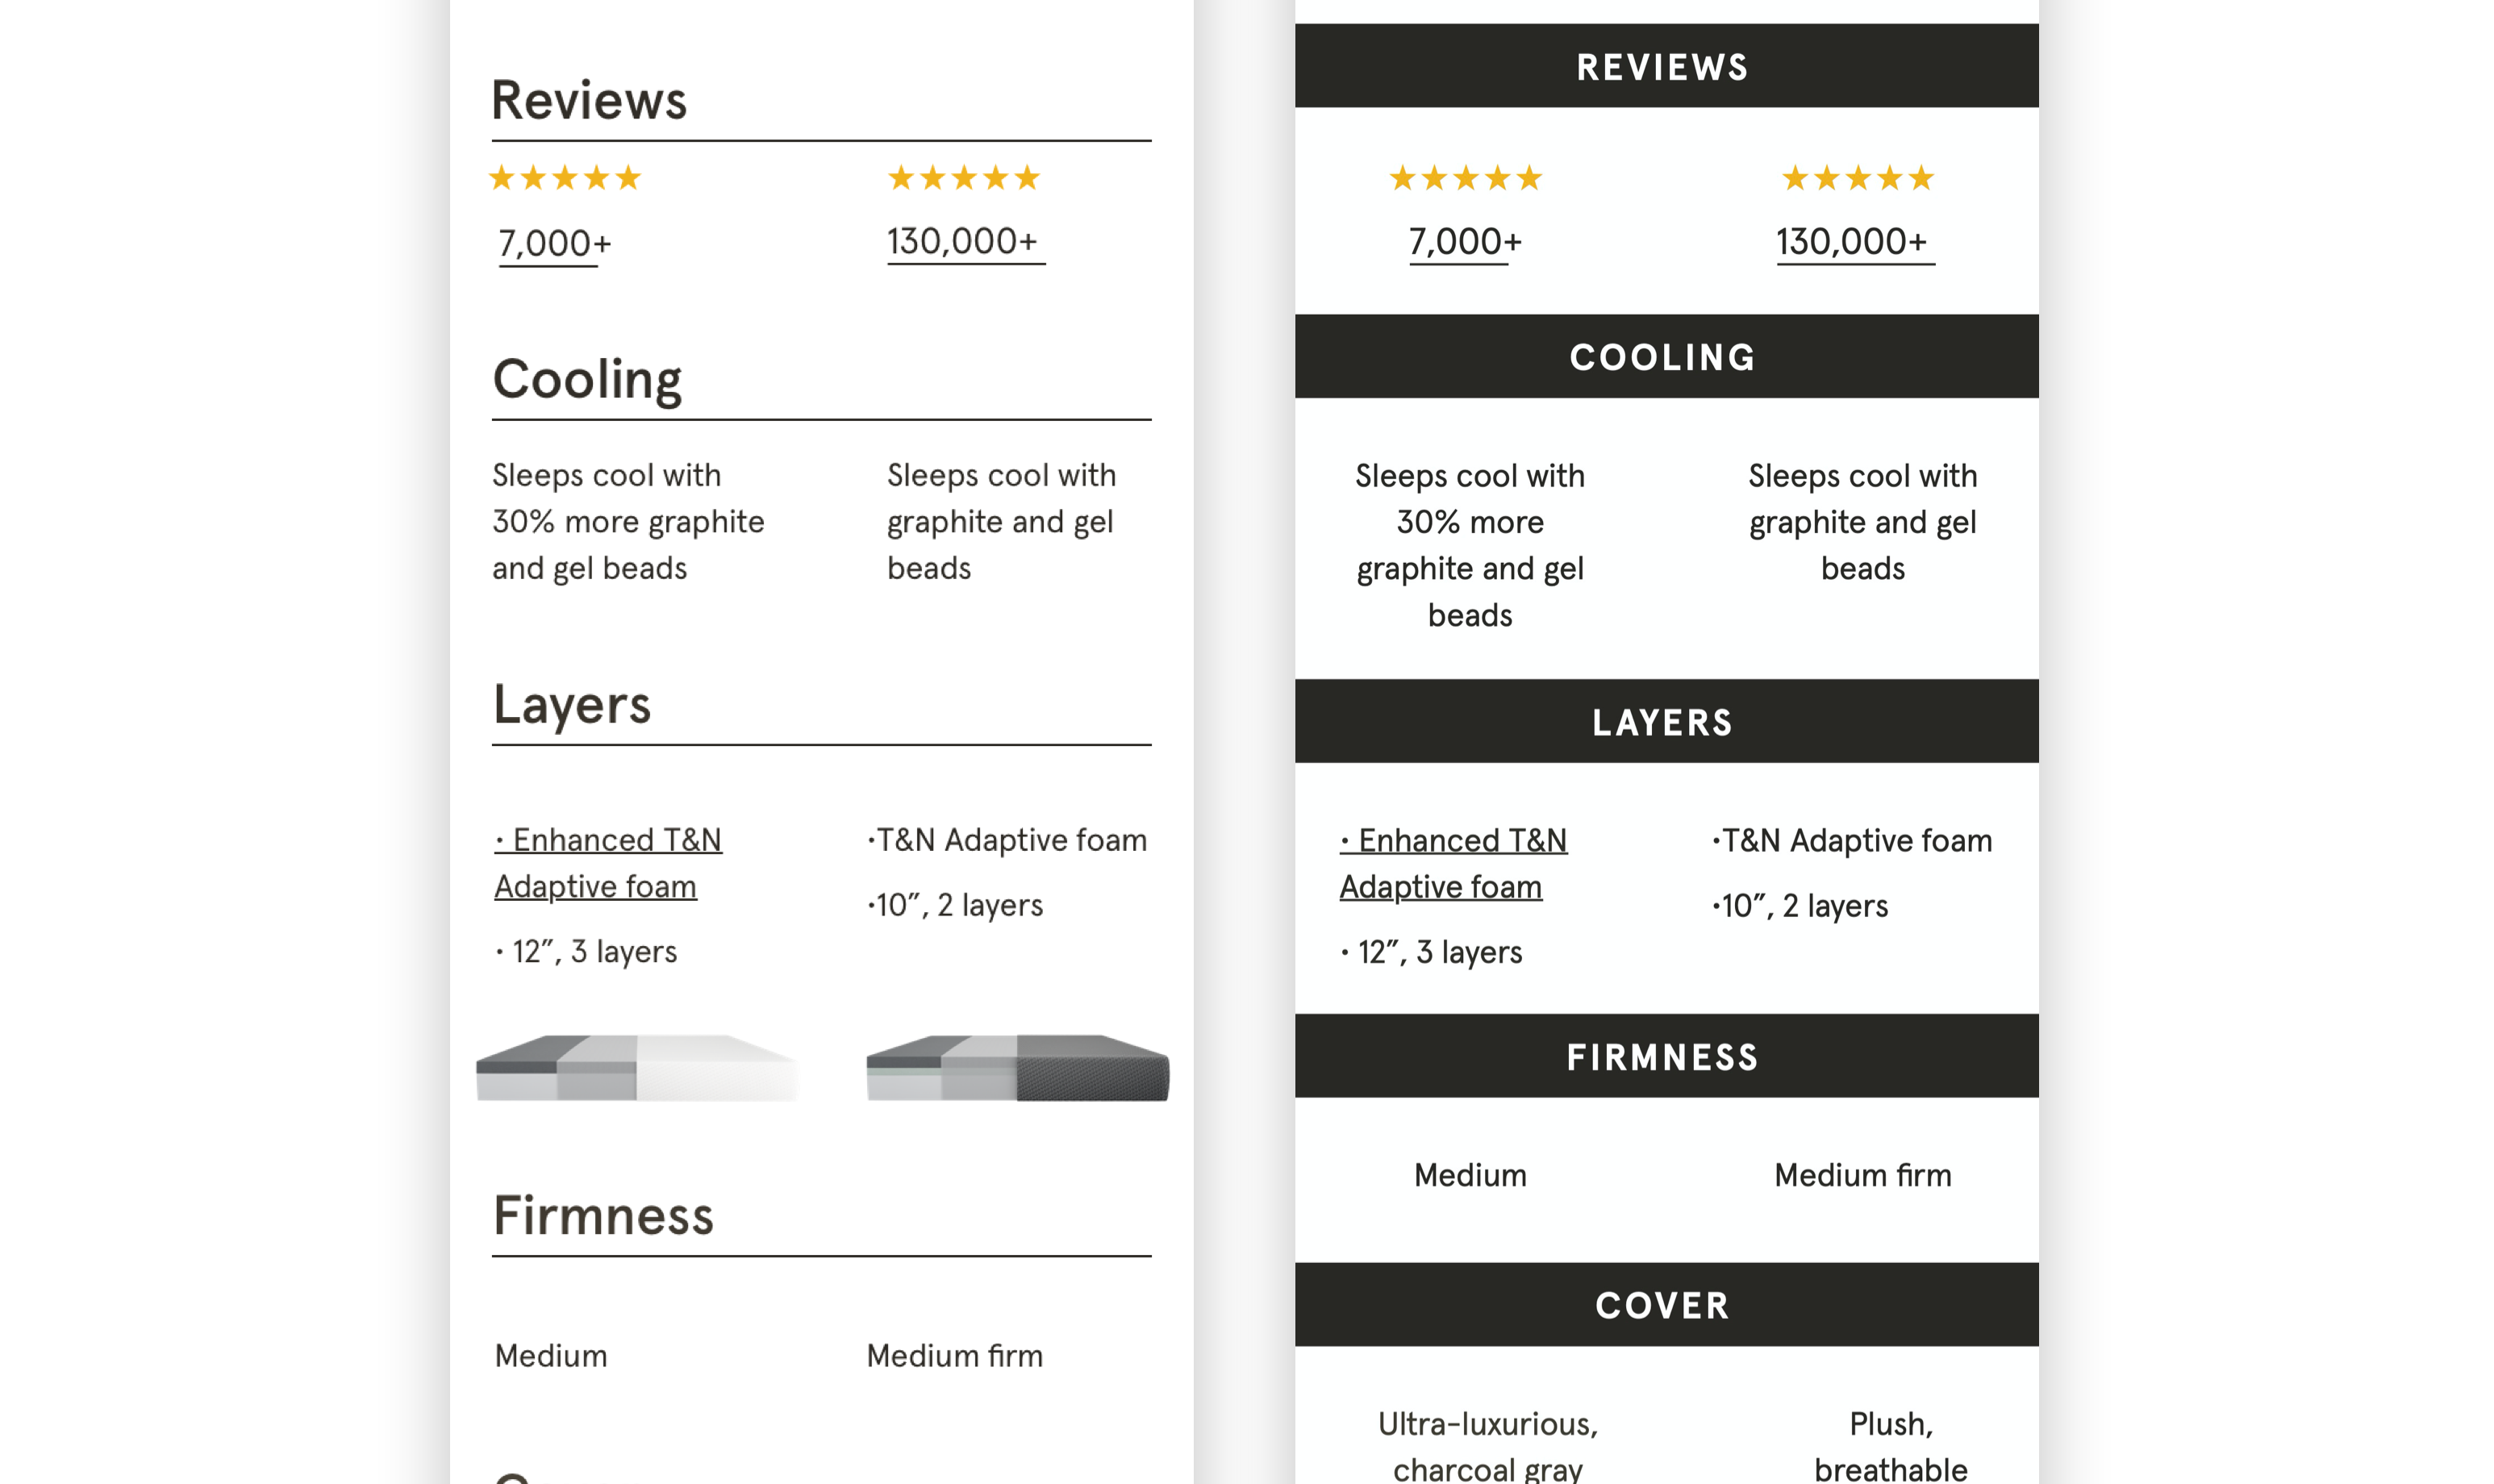 Reviews
7,000+
130,000+
Cooling
Sleeps cool with
30% more graphite
and gel beads
Sleeps cool with
graphite and gel
beads
Layers
· Enhanced T&N
Adaptive foam
· 12″, 3 layers
·T&N Adaptive foam
·10″, 2 layers
Firmness
Medium
Medium firm
REVIEWS
7,000+
130,000+
COOLING
Sleeps cool with
30% more
graphite and gel
beads
Sleeps cool with
graphite and gel
beads
LAYERS
· Enhanced T&N
Adaptive foam
· 12″, 3 layers
·T&N Adaptive foam
·10″, 2 layers
FIRMNESS
Medium
Medium firm
COVER
Ultra-luxurious,
charcoal gray
Plush,
breathable